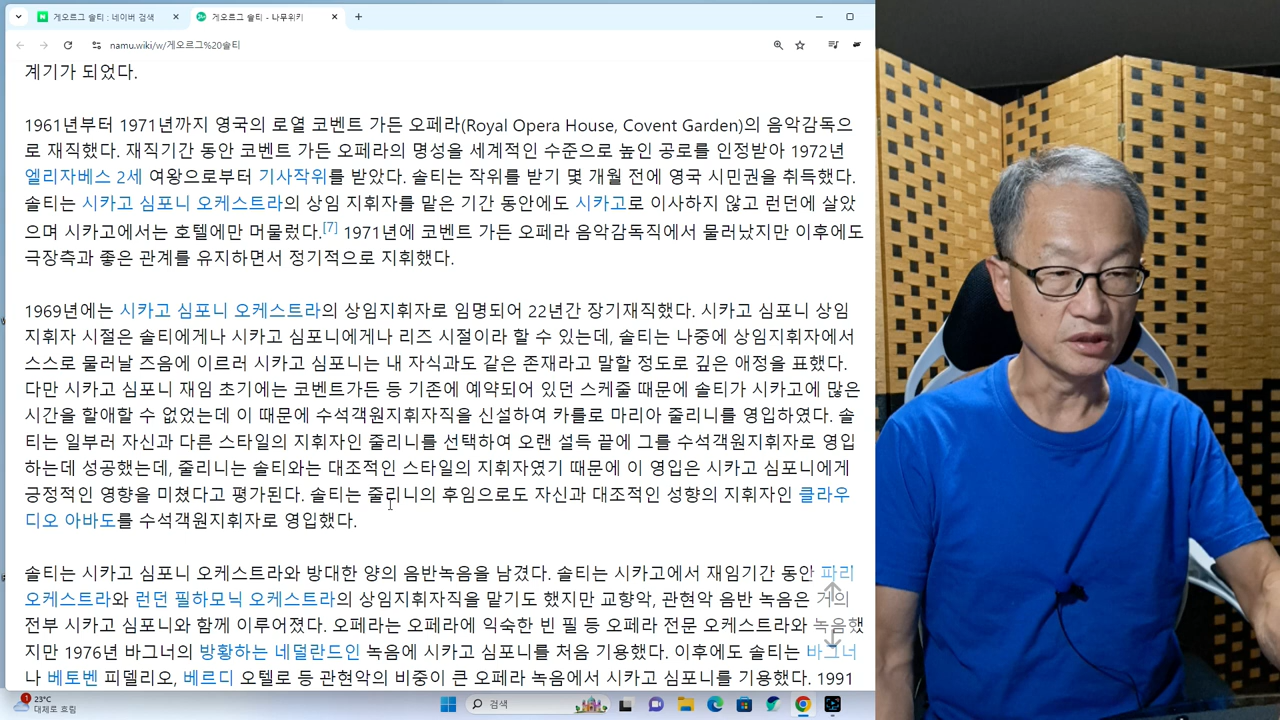 게오르그 솔티 : 네이버 검색
게오르그 솔티 - 나무위키
namu.wiki/w/게오르그%20솔티
계기가 되었다.
1961년부터 1971년까지 영국의 로열 코벤트 가든 오페라(Royal Opera House, Covent Garden)의 음악감독으
로 재직했다. 재직기간 동안 코벤트 가든 오페라의 명성을 세계적인 수준으로 높인 공로를 인정받아 1972년
엘리자베스 2세 여왕으로부터 기사작위를 받았다. 솔티는 작위를 받기 몇 개월 전에 영국 시민권을 취득했다.
솔티는 시카고 심포니 오케스트라의 상임 지휘자를 맡은 기간 동안에도 시카고로 이사하지 않고 런던에 살았
으며 시카고에서는 호텔에만 머물렀다.[7] 1971년에 코벤트 가든 오페라 음악감독직에서 물러났지만 이후에도
극장측과 좋은 관계를 유지하면서 정기적으로 지휘했다.
1969년에는 시카고 심포니 오케스트라의 상임지휘자로 임명되어 22년간 장기재직했다. 시카고 심포니 상임
지휘자 시절은 솔티에게나 시카고 심포니에게나 리즈 시절이라 할 수 있는데, 솔티는 나중에 상임지휘자에서
스스로 물러날 즈음에 이르러 시카고 심포니는 내 자식과도 같은 존재라고 말할 정도로 깊은 애정을 표했다.
다만 시카고 심포니 재임 초기에는 코벤트가든 등 기존에 예약되어 있던 스케줄 때문에 솔티가 시카고에 많은
시간을 할애할 수 없었는데 이 때문에 수석객원지휘자직을 신설하여 카를로 마리아 줄리니를 영입하였다. 솔
티는 일부러 자신과 다른 스타일의 지휘자인 줄리니를 선택하여 오랜 설득 끝에 그를 수석객원지휘자로 영입
하는데 성공했는데, 줄리니는 솔티와는 대조적인 스타일의 지휘자였기 때문에 이 영입은 시카고 심포니에게
긍정적인 영향을 미쳤다고 평가된다. 솔티는 줄리니의 후임으로도 자신과 대조적인 성향의 지휘자인 클라우
디오 아바도를 수석객원지휘자로 영입했다.
솔티는 시카고 심포니 오케스트라와 방대한 양의 음반녹음을 남겼다. 솔티는 시카고에서 재임기간 동안 파리
오케스트라와 런던 필하모닉 오케스트라의 상임지휘자직을 맡기도 했지만 교향악, 관현악 음반 녹음은 거의
전부 시카고 심포니와 함께 이루어졌다. 오페라는 오페라에 익숙한 빈 필 등 오페라 전문 오케스트라와 녹음했
지만 1976년 바그너의 방황하는 네덜란드인 녹음에 시카고 심포니를 처음 기용했다. 이후에도 솔티는 바그너
나 베토벤 피델리오, 베르디 오텔로 등 관현악의 비중이 큰 오페라 녹음에서 시카고 심포니를 기용했다. 1991
1
23°C
대체로 흐림
검색